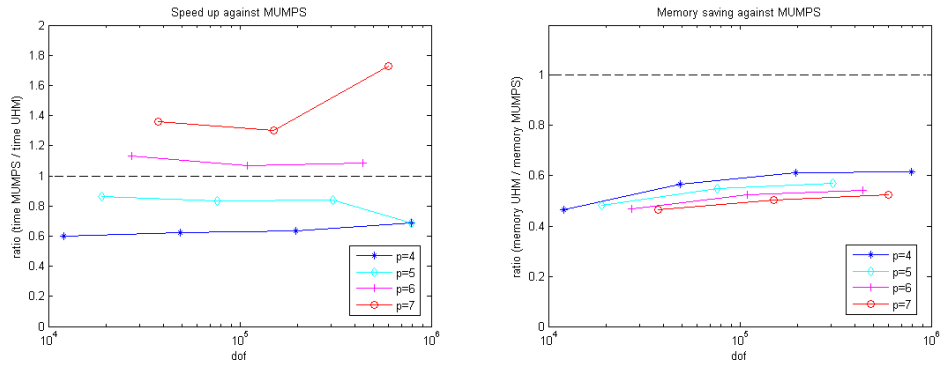 Speed up against MUMPS
ratio (time MUMPS / time UHM)
2
1.8
1.6
1.4
1.2
1
0.8
0.6
0.4
0.2
0
10^4
10^5
10^6
dof
p=4
p=5
p=6
p=7
Memory saving against MUMPS
ratio (memory UHM / memory MUMPS)
1
0.8
0.6
0.4
0.2
0
10^4
10^5
10^6
dof
p=4
p=5
p=6
p=7